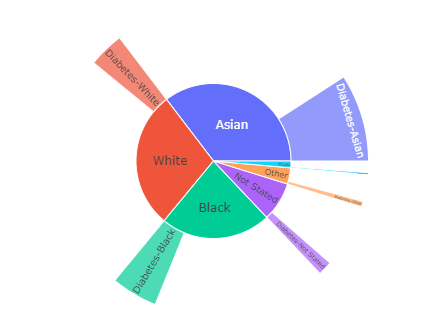 Diabetes-White
Diabetes-Asian
Asian
White
Other
Not Stated
Black
Diabetes-Black
Diabetes-Not Stated